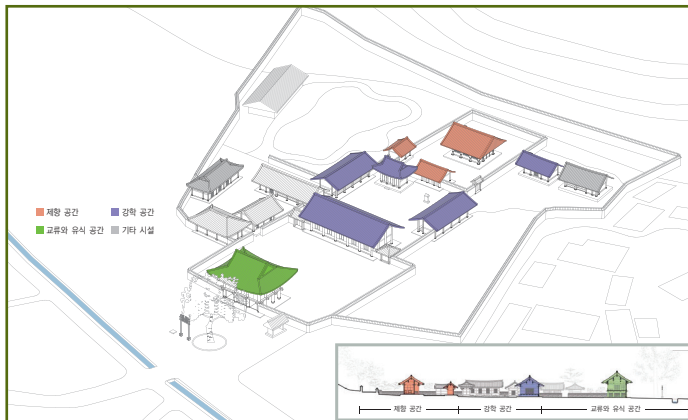 제향 공간 강학 공간
교류와 유식 공간 기타 시설
제향 공간 강학 공간 교류와 유식 공간